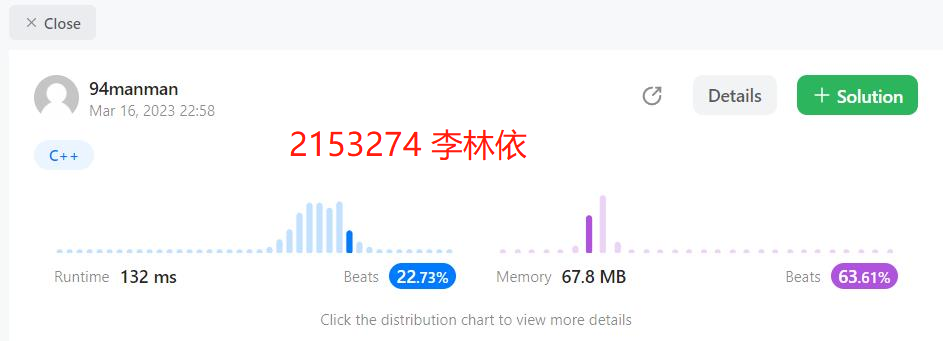 Close
94manman
Mar 16, 2023 22:58
Details
+ Solution
2153274 李林依
C++
Runtime 132 ms Beats 22.73% Memory 67.8 MB Beats 63.61%
Click the distribution chart to view more details